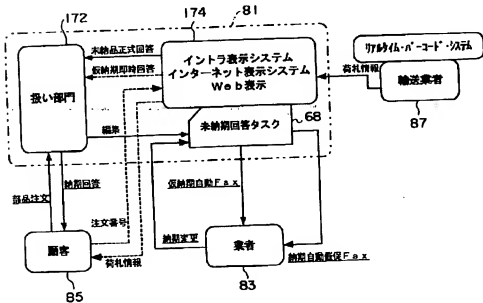 172
174
81
扱い部門
未納品正式回答
仮納期即時回答
イントラ表示システム
インターネット表示システム
Web表示
リアルタイム・バーコード・システム
輸送業者
荷札情報
87
編集
未納期回答タスク
68
部品注文
納期回答
注文番号
荷札情報
仮納期自動Fax
納期変更
納期自動催促Fax
顧客
85
業者
83